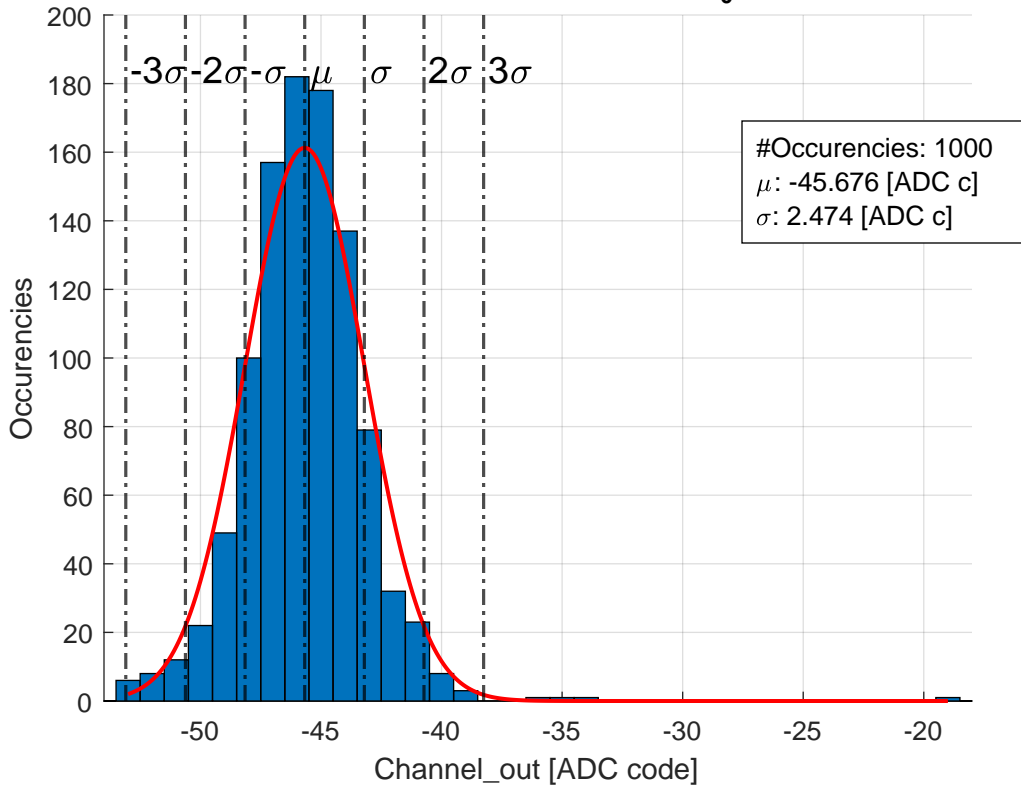 200
180
160
140
120
100
80
60
40
20
0
Occurencies
-3σ -2σ -σ μ σ 2σ 3σ
#Occurencies: 1000
μ: -45.676 [ADC c]
σ: 2.474 [ADC c]
-50 -45 -40 -35 -30 -25 -20
Channel_out [ADC code]